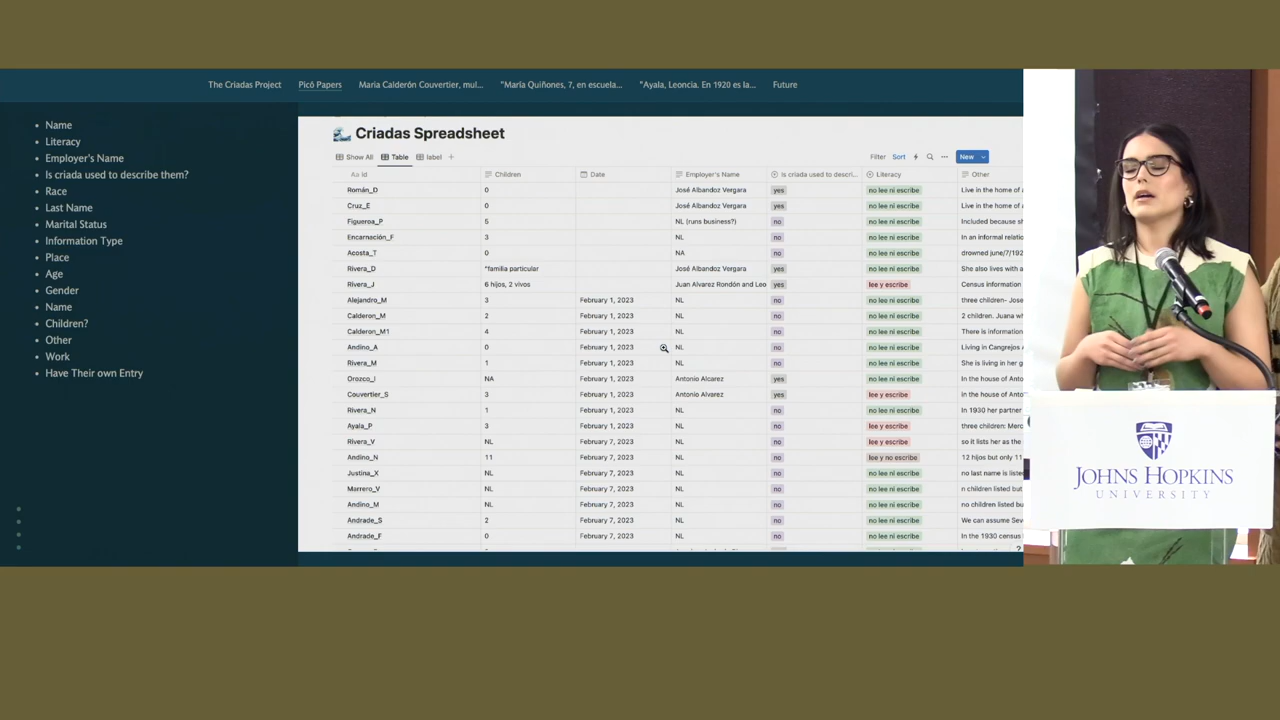 The Criadas Project Picó Papers Maria Calderón Couvertier, mul... "María Quiñones, 7, en escuela... "Ayala, Leoncia. En 1920 es la... Future
Name
Literacy
Employer's Name
Is criada used to describe them?
Race
Last Name
Marital Status
Information Type
Place
Age
Gender
Name
Children?
Other
Work
Have Their own Entry
Criadas Spreadsheet
Show All Table label + Filter Sort New
Aa Id Children Date Employer's Name Is criada used to descri... Literacy Other
Román_D 0 José Albandoz Vergara yes no lee ni escribe Live in the home of a
Cruz_E 0 José Albandoz Vergara yes no lee ni escribe Live in the home of a
Figueroa_P 5 NL (runs business?) no no lee ni escribe Included because sh
Encarnación_F 3 NL no no lee ni escribe In an informal relatio
Acosta_T 0 NA no no lee ni escribe drowned june/7/192
Rivera_D "familia particular José Albandoz Vergara yes no lee ni escribe She also lives with a
Rivera_J 6 hijos, 2 vivos Juan Alvarez Rondón and Leo yes lee y escribe Census information
Alejandro_M 3 February 1, 2023 NL no no lee ni escribe three children- Jose
Calderon_M 2 February 1, 2023 NL no no lee ni escribe 2 children. Juana w
Calderon_M1 4 February 1, 2023 NL no no lee ni escribe There is information
Andino_A 0 February 1, 2023 NL no no lee ni escribe Living in Cangrejos
Rivera_M 1 February 1, 2023 NL no no lee ni escribe She is living in her g
Orozco_I NA February 1, 2023 Antonio Alcarez yes no lee ni escribe In the house of Anto
Couvertier_S 3 February 1, 2023 Antonio Alvarez yes lee y escribe In the house of Anto
Rivera_N 1 February 1, 2023 NL no no lee ni escribe In 1930 her partner
Ayala_P 3 February 1, 2023 NL no lee y escribe three children: Merc
Rivera_V NL February 7, 2023 NL no lee y escribe so it lists her as the
Andino_N 11 February 7, 2023 NL no lee y no escribe 12 hijos but only 11
Justina_X NL February 7, 2023 NL no no lee ni escribe no last name is liste
Marrero_V NL February 7, 2023 NL no no lee ni escribe n children listed but
Andino_M NL February 7, 2023 NL no no lee ni escribe no children listed bu
Andrade_S 2 February 7, 2023 NL no no lee ni escribe We can assume Sev
Andrade_F 0 February 7, 2023 NL no no lee ni escribe In the 1930 census
JOHNS HOPKINS
UNIVERSITY